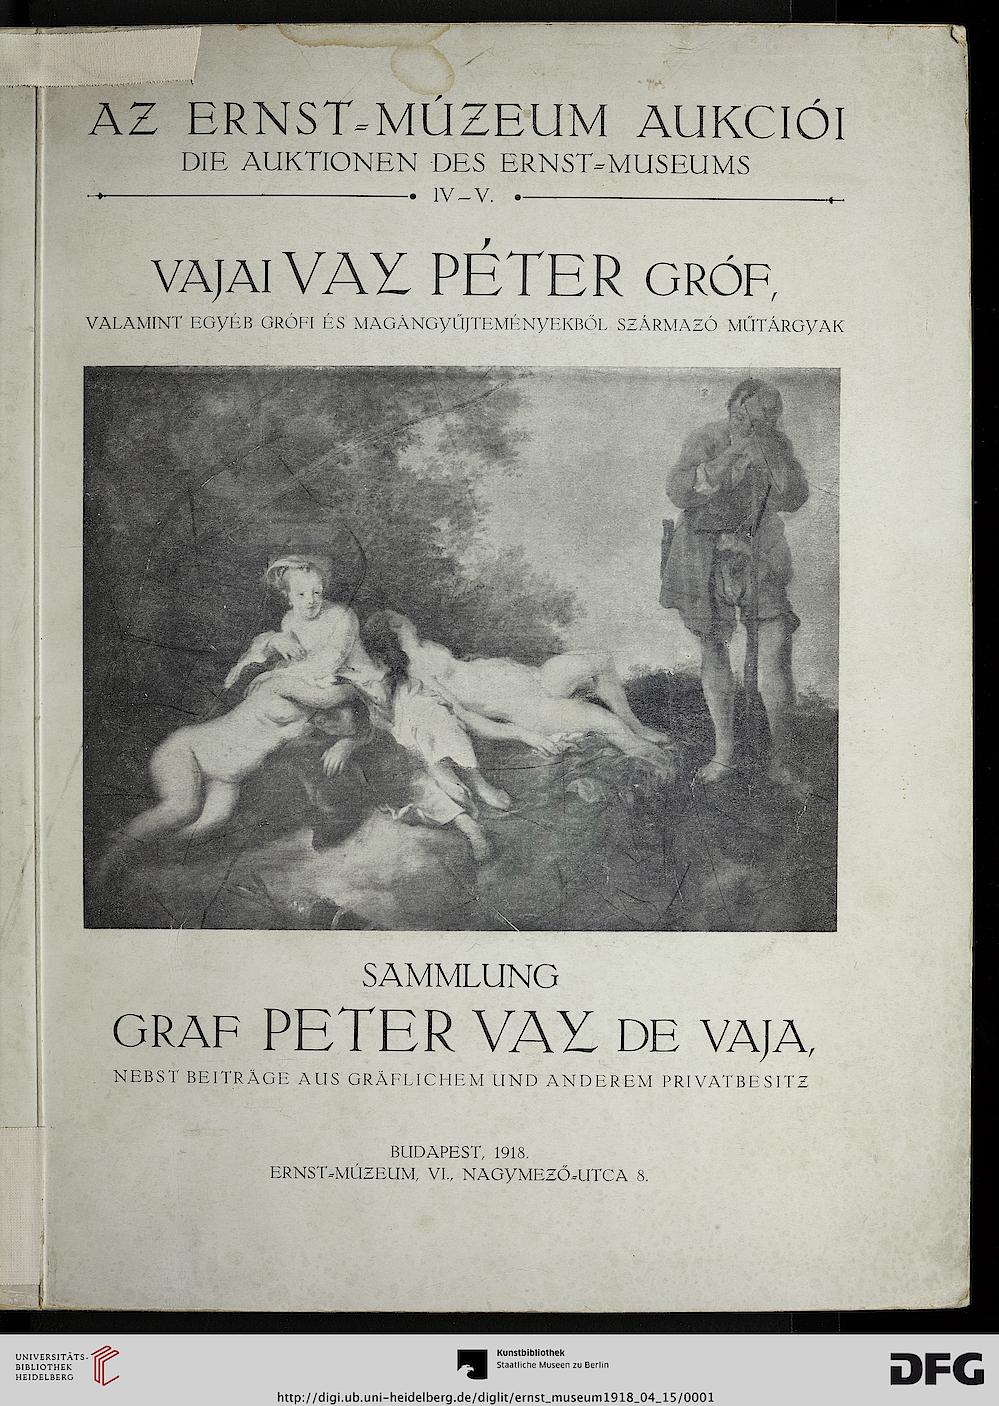 AZ ERNST=MÚZEUM AUKCIÓI
DIE AUKTIONEN DES ERNST=MUSEUMS
IV–V.
VAJAI VAY PÉTER GRÓF,
VALAMINT EGYÉB GRÓFI ÉS MAGÁNGYŰJTEMÉNYEKBŐL SZÁRMAZÓ MŰTÁRGYAK
SAMMLUNG
GRAF PETER VAY DE VAJA,
NEBST BEITRÄGE AUS GRÄFLICHEM UND ANDEREM PRIVATBESITZ
BUDAPEST, 1918.
ERNST=MÚZEUM, VI., NAGYMEZŐ=UTCA 8.
UNIVERSITÄTS-
BIBLIOTHEK
HEIDELBERG
Kunstbibliothek
Staatliche Museen zu Berlin
DFG
http://digi.ub.uni-heidelberg.de/diglit/ernst_museum1918_04_15/0001